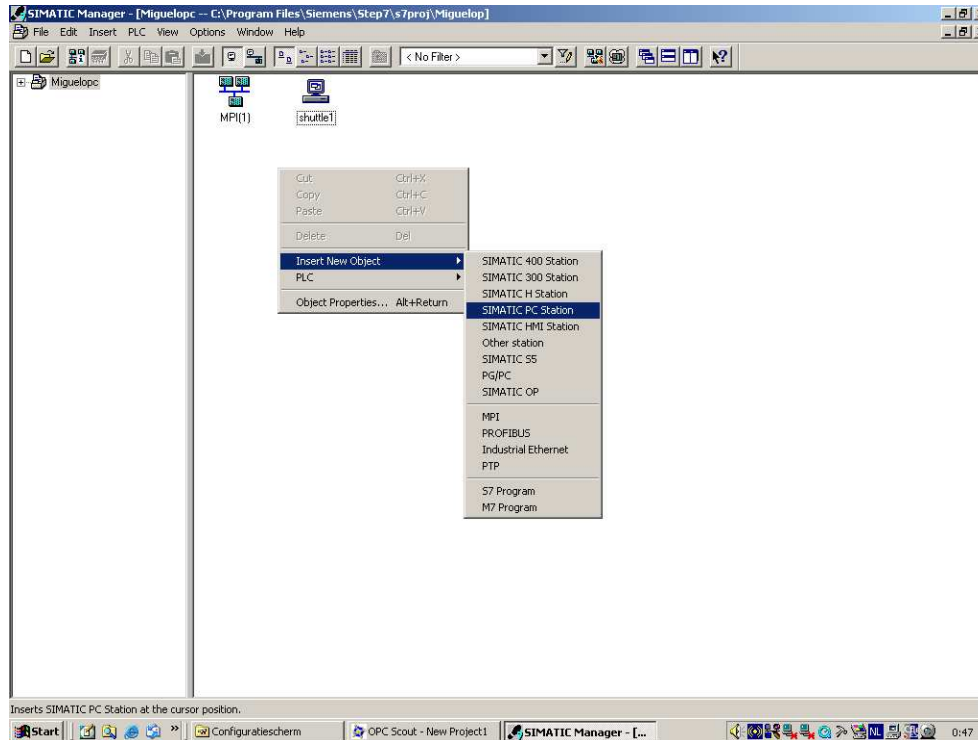 SIMATIC Manager - [Miguelopc -- C:\Program Files\Siemens\Step7\s7proj\Miguelop]
File Edit Insert PLC View Options Window Help
< No Filter >
Miguelopc
MPI(1)
shuttle1
Cut Ctrl+X
Copy Ctrl+C
Paste Ctrl+V
Delete Del
Insert New Object
PLC
Object Properties... Alt+Return
SIMATIC 400 Station
SIMATIC 300 Station
SIMATIC H Station
SIMATIC PC Station
SIMATIC HMI Station
Other station
SIMATIC S5
PG/PC
SIMATIC OP
MPI
PROFIBUS
Industrial Ethernet
PTP
S7 Program
M7 Program
Inserts SIMATIC PC Station at the cursor position.
Start
Configuratiescherm
OPC Scout - New Project1
SIMATIC Manager - [...
NL
0:47